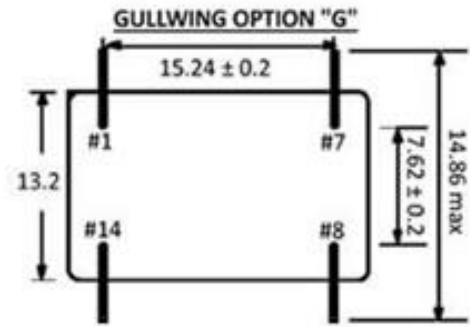 GULLWING OPTION "G"
15.24 ± 0.2
#1
#7
13.2
7.62 ± 0.2
14.86 max
#14
#8